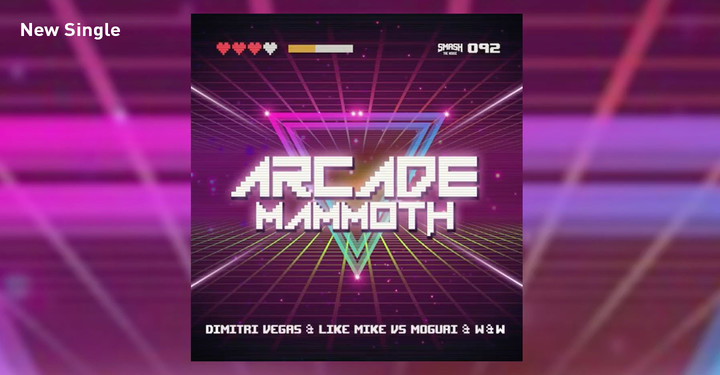 New Single
SMASH
THE HOUSE
092
ARCADE
MAMMOTH
DIMITRI VEGAS & LIKE MIKE VS MOGUAI & W&W